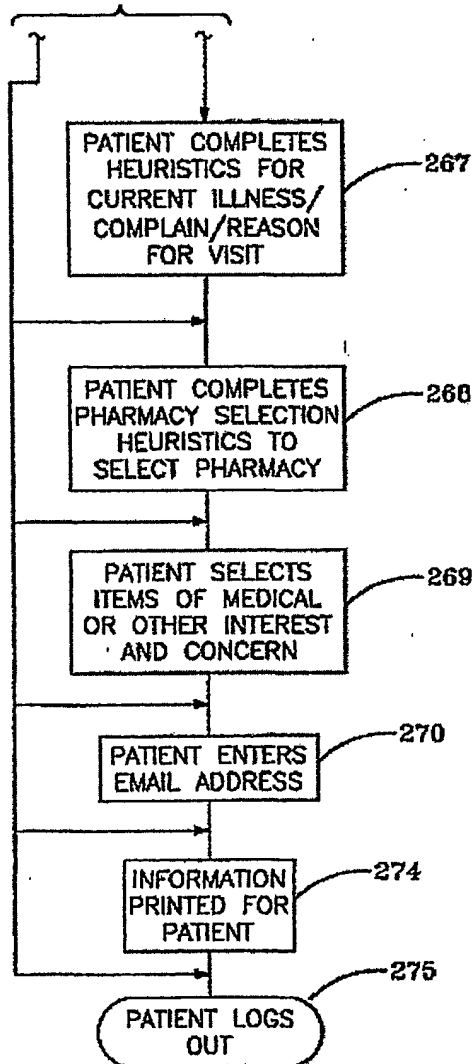 PATIENT COMPLETES
HEURISTICS FOR
CURRENT ILLNESS/
COMPLAIN/REASON
FOR VISIT
267
PATIENT COMPLETES
PHARMACY SELECTION
HEURISTICS TO
SELECT PHARMACY
268
PATIENT SELECTS
ITEMS OF MEDICAL
OR OTHER INTEREST
AND CONCERN
269
PATIENT ENTERS
EMAIL ADDRESS
270
INFORMATION
PRINTED FOR
PATIENT
274
PATIENT LOGS
OUT
275